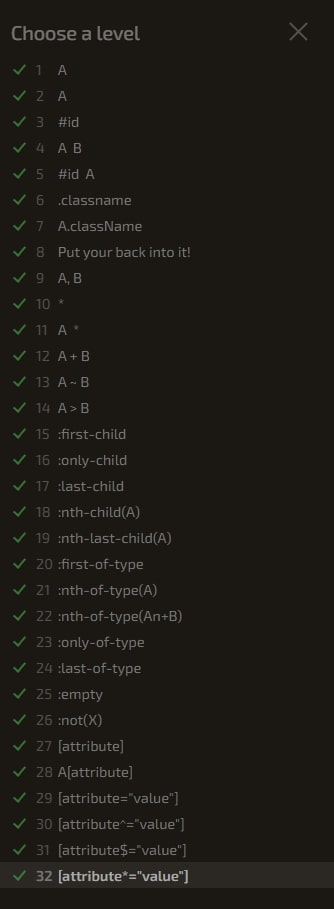 Choose a level
1 A
2 A
3 #id
4 A B
5 #id A
6 .classname
7 A.className
8 Put your back into it!
9 A, B
10 *
11 A *
12 A + B
13 A ~ B
14 A > B
15 :first-child
16 :only-child
17 :last-child
18 :nth-child(A)
19 :nth-last-child(A)
20 :first-of-type
21 :nth-of-type(A)
22 :nth-of-type(An+B)
23 :only-of-type
24 :last-of-type
25 :empty
26 :not(X)
27 [attribute]
28 A[attribute]
29 [attribute="value"]
30 [attribute^="value"]
31 [attribute$="value"]
32 [attribute*="value"]